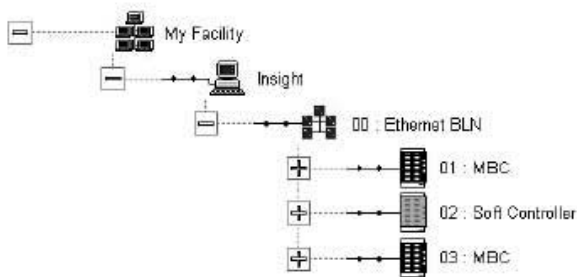 My Facility
Insight
00 : Ethernet BLN
01 : MBC
02 : Soft Controller
03 : MBC